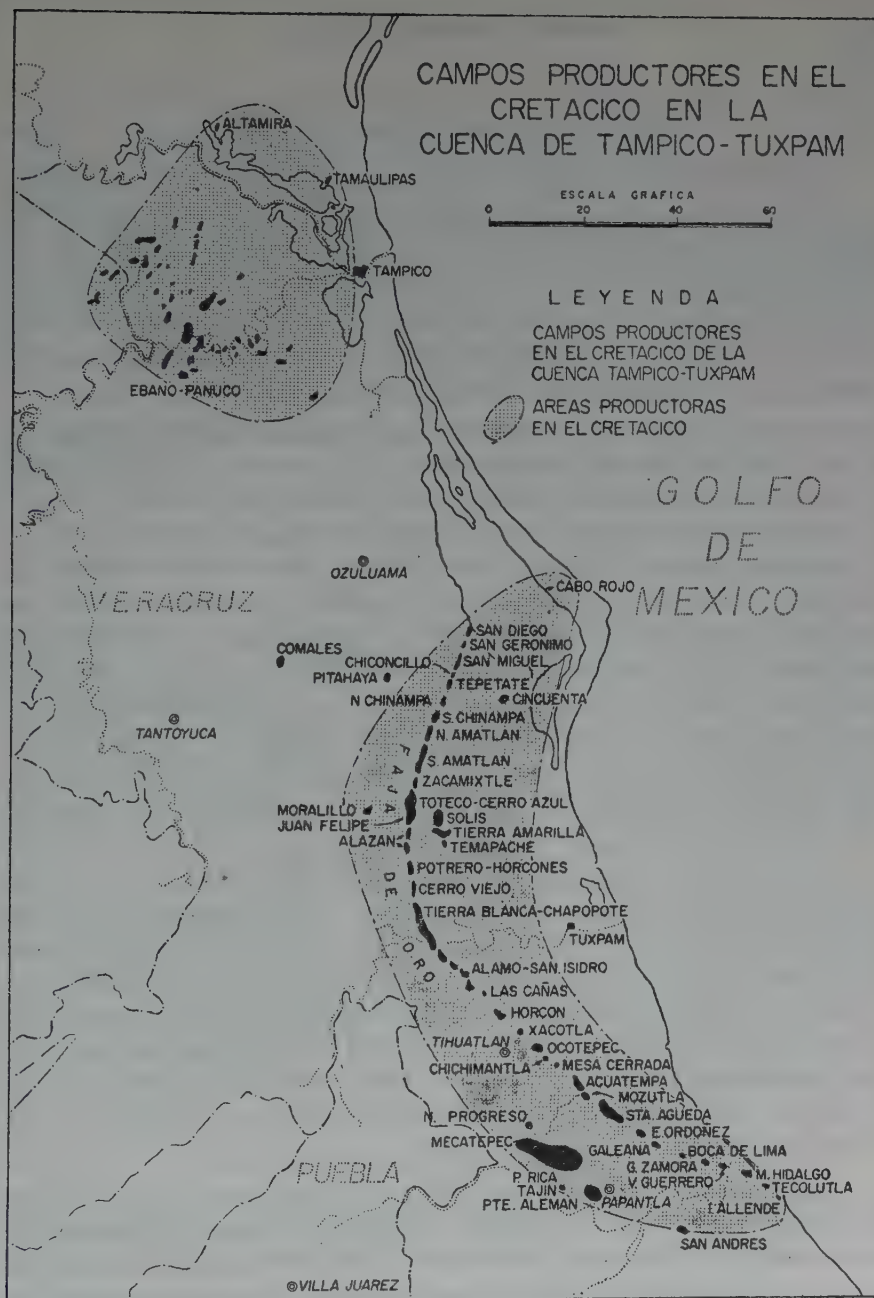 CAMPOS PRODUCTORES EN EL
CRETACICO EN LA
CUENCA DE TAMPICO-TUXPAM
ESCALA GRAFICA
0 20 40 60
LEYENDA
CAMPOS PRODUCTORES
EN EL CRETACICO DE LA
CUENCA TAMPICO-TUXPAM
AREAS PRODUCTORAS
EN EL CRETACICO
ALTAMIRA
TAMAULIPAS
TAMPICO
EBANO-PANUCO
GOLFO
DE
MEXICO
OZULUAMA
CABO ROJO
VERACRUZ
SAN DIEGO
SAN GERONIMO
COMALES
CHICONCILLO
SAN MIGUEL
PITAHAYA
TEPETATE
N. CHINAMPA
CINCUENTA
S. CHINAMPA
TANTOYUCA
N. AMATLAN
S. AMATLAN
ZACAMIXTLE
FAJA DE ORO
TOTECO-CERRO AZUL
MORALILLO
SOLIS
JUAN FELIPE
TIERRA AMARILLA
ALAZAN
TEMAPACHE
POTRERO-HORCONES
CERRO VIEJO
TIERRA BLANCA-CHAPOPOTE
TUXPAM
ALAMO-SAN. ISIDRO
LAS CAÑAS
HORCON
XACOTLA
TIHUATLAN
OCOTEPEC
CHICHIMANTLA
MESA CERRADA
ACUATEMPA
MOZUTLA
N. PROGRESO
STA. AGUEDA
E. ORDOÑEZ
MECATEPEC
GALEANA
BOCA DE LIMA
PUEBLA
G. ZAMORA
M. HIDALGO
P. RICA
V. GUERRERO
TECOLUTLA
TAJIN
PAPANTLA
PTE. ALEMAN
I. ALLENDE
SAN ANDRES
VILLA JUAREZ